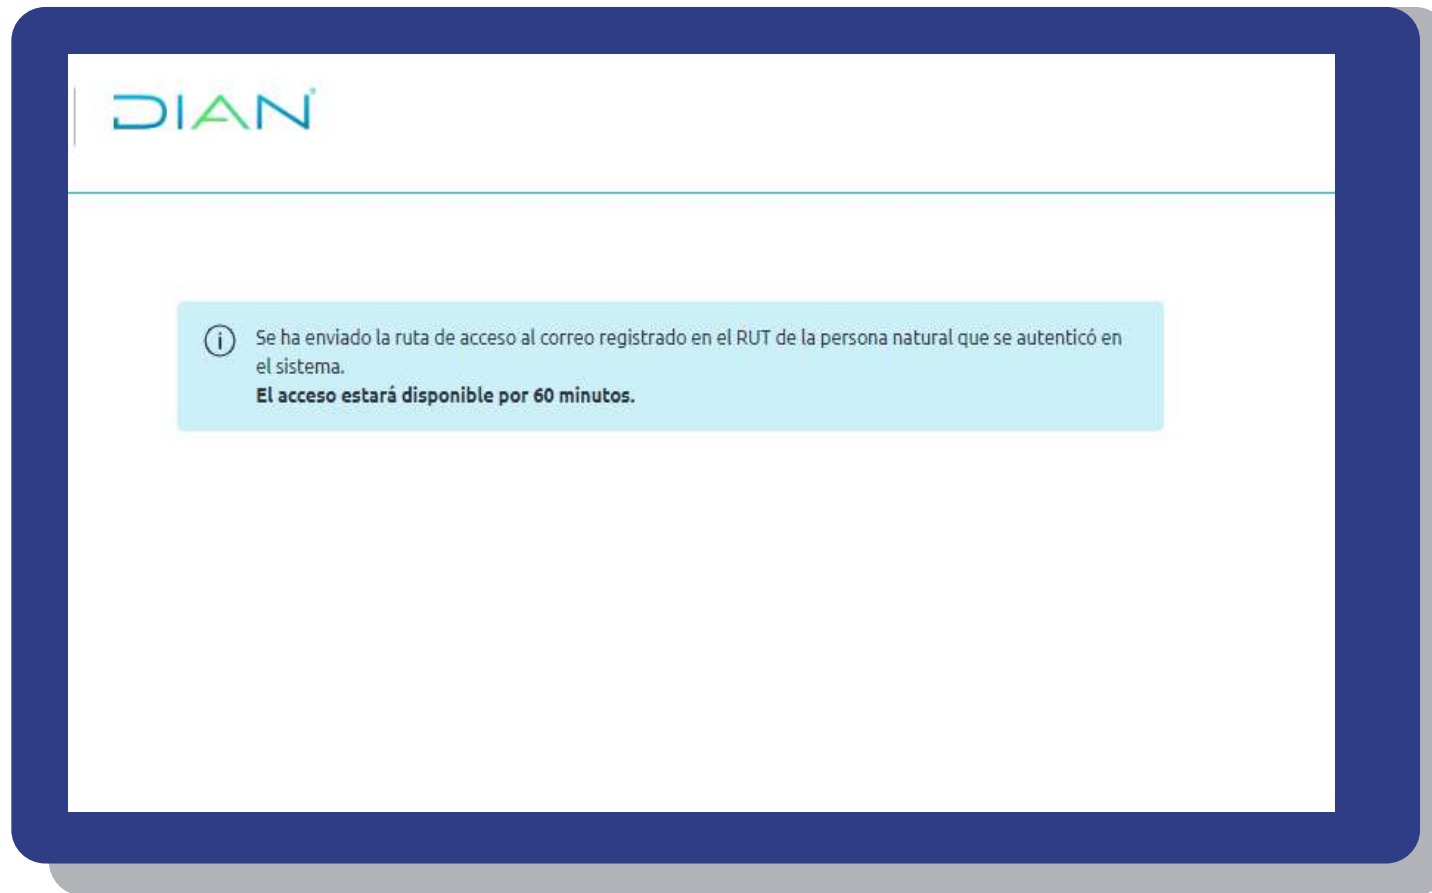 DIAN
Se ha enviado la ruta de acceso al correo registrado en el RUT de la persona natural que se autenticó en
el sistema.
El acceso estará disponible por 60 minutos.